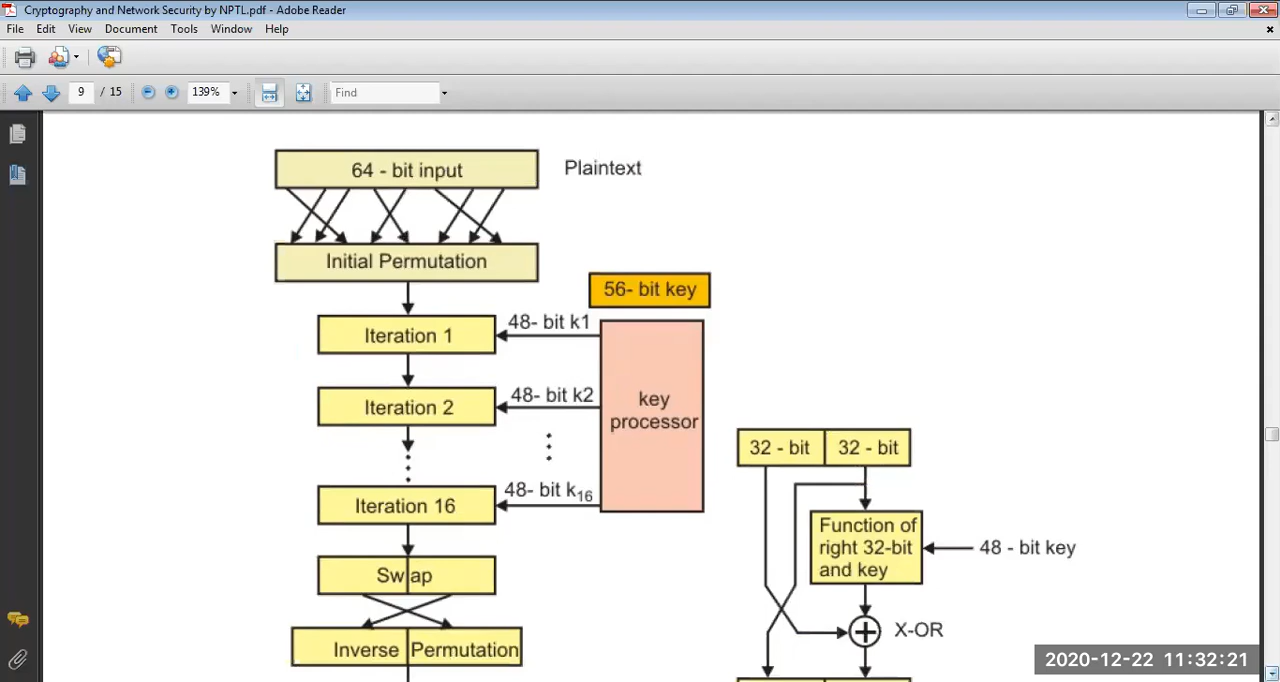 Cryptography and Network Security by NPTL.pdf - Adobe Reader
File Edit View Document Tools Window Help
9 / 15 139% Find
64 - bit input
Plaintext
Initial Permutation
56- bit key
48- bit k1
Iteration 1
48- bit k2
Iteration 2
key
processor
48- bit k16
Iteration 16
Swap
Inverse Permutation
32 - bit 32 - bit
Function of
right 32-bit
and key
48 - bit key
X-OR
2020-12-22 11:32:21